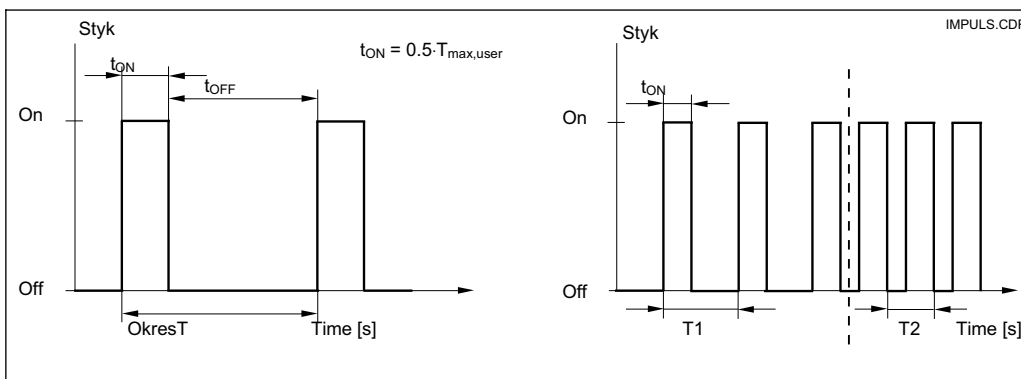 Styk
tON = 0.5·Tmax,user
tON
tOFF
On
Off
OkresT
Time [s]
IMPULS.CDR
Styk
tON
On
Off
T1
T2
Time [s]